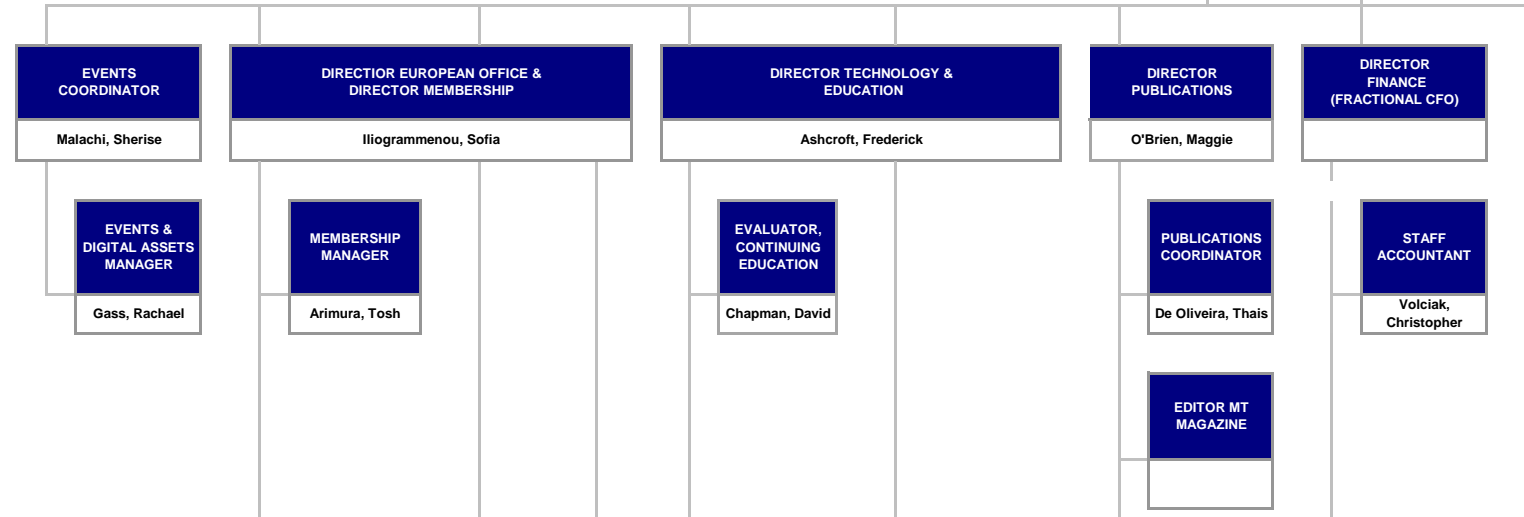 EVENTS
COORDINATOR
Malachi, Sherise
DIRECTIOR EUROPEAN OFFICE &
DIRECTOR MEMBERSHIP
Iliogrammenou, Sofia
DIRECTOR TECHNOLOGY &
EDUCATION
Ashcroft, Frederick
DIRECTOR
PUBLICATIONS
O'Brien, Maggie
DIRECTOR
FINANCE
(FRACTIONAL CFO)
EVENTS &
DIGITAL ASSETS
MANAGER
Gass, Rachael
MEMBERSHIP
MANAGER
Arimura, Tosh
EVALUATOR,
CONTINUING
EDUCATION
Chapman, David
PUBLICATIONS
COORDINATOR
De Oliveira, Thais
STAFF
ACCOUNTANT
Volciak,
Christopher
EDITOR MT
MAGAZINE